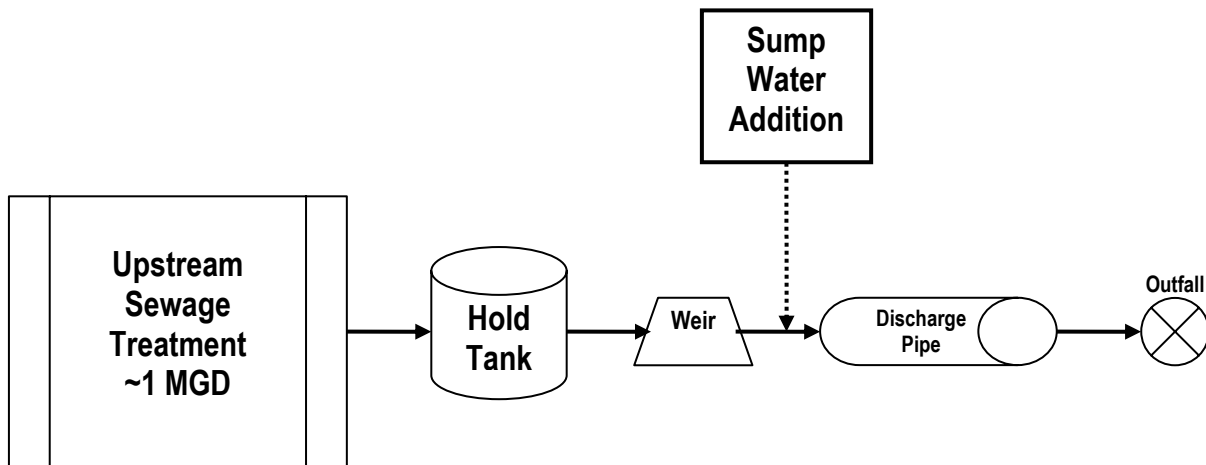 Sump
Water
Addition
Upstream
Sewage
Treatment
~1 MGD
Hold
Tank
Weir
Discharge
Pipe
Outfall